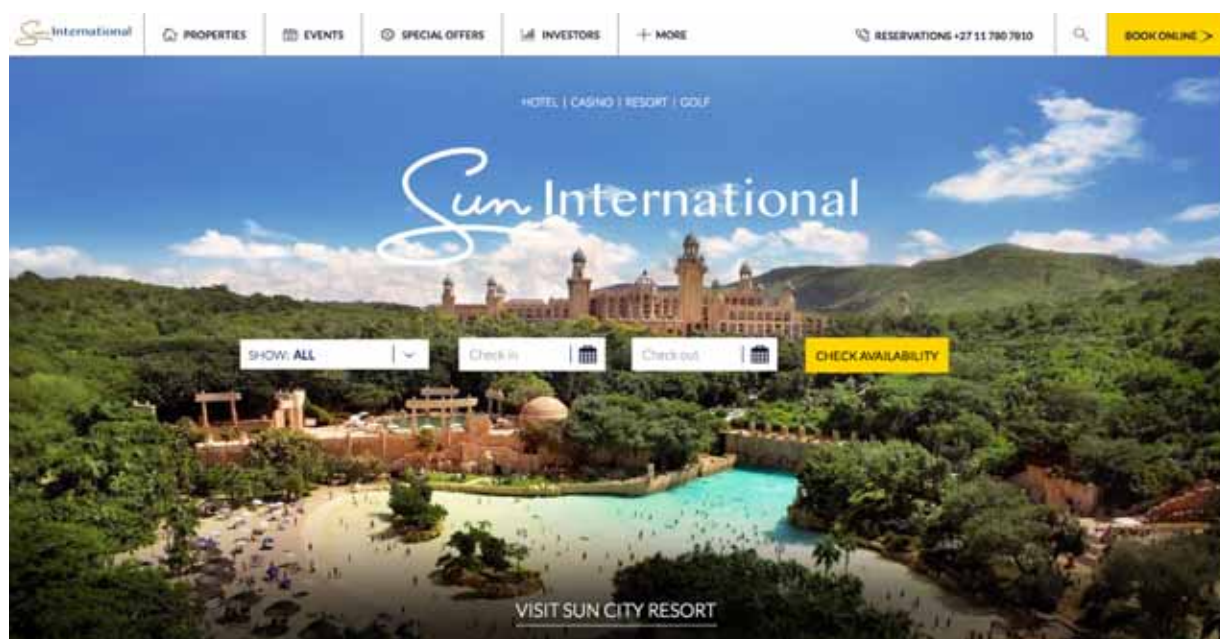 Sun International
PROPERTIES
EVENTS
SPECIAL OFFERS
INVESTORS
MORE
RESERVATIONS +27 11 780 7810
BOOK ONLINE >
HOTEL | CASINO | RESORT | GOLF
Sun International
SHOW: ALL
Check in
Check out
CHECK AVAILABILITY
VISIT SUN CITY RESORT